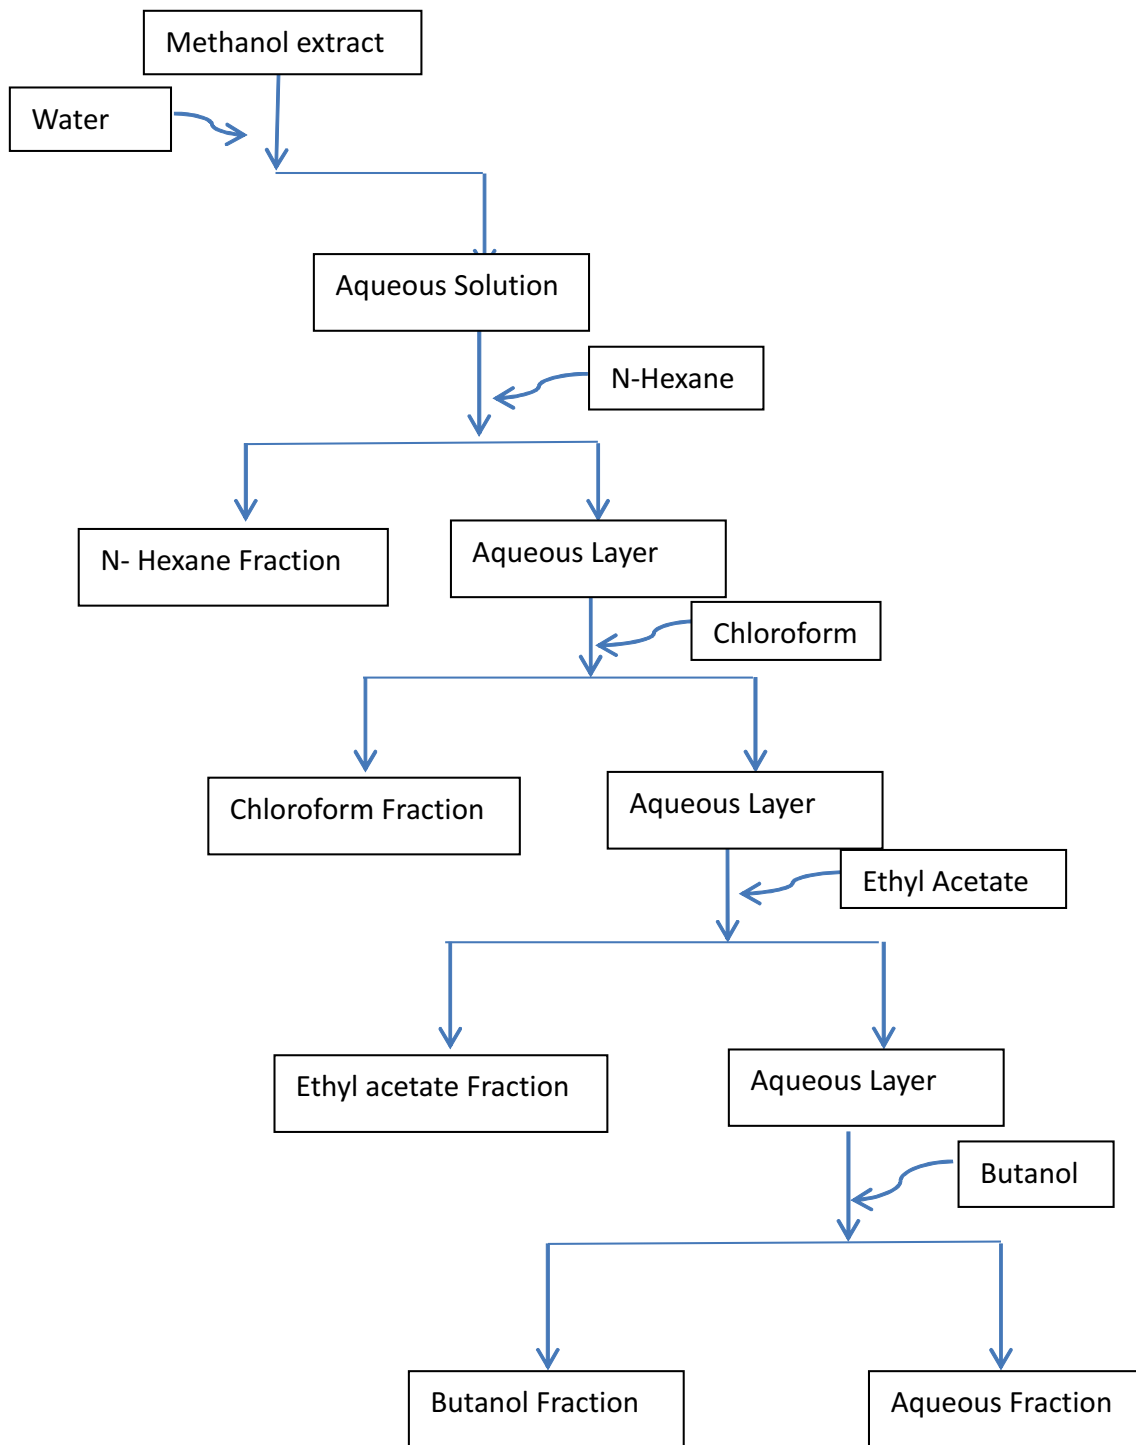 Methanol extract
Water
Aqueous Solution
N-Hexane
N- Hexane Fraction
Aqueous Layer
Chloroform
Chloroform Fraction
Aqueous Layer
Ethyl Acetate
Ethyl acetate Fraction
Aqueous Layer
Butanol
Butanol Fraction
Aqueous Fraction